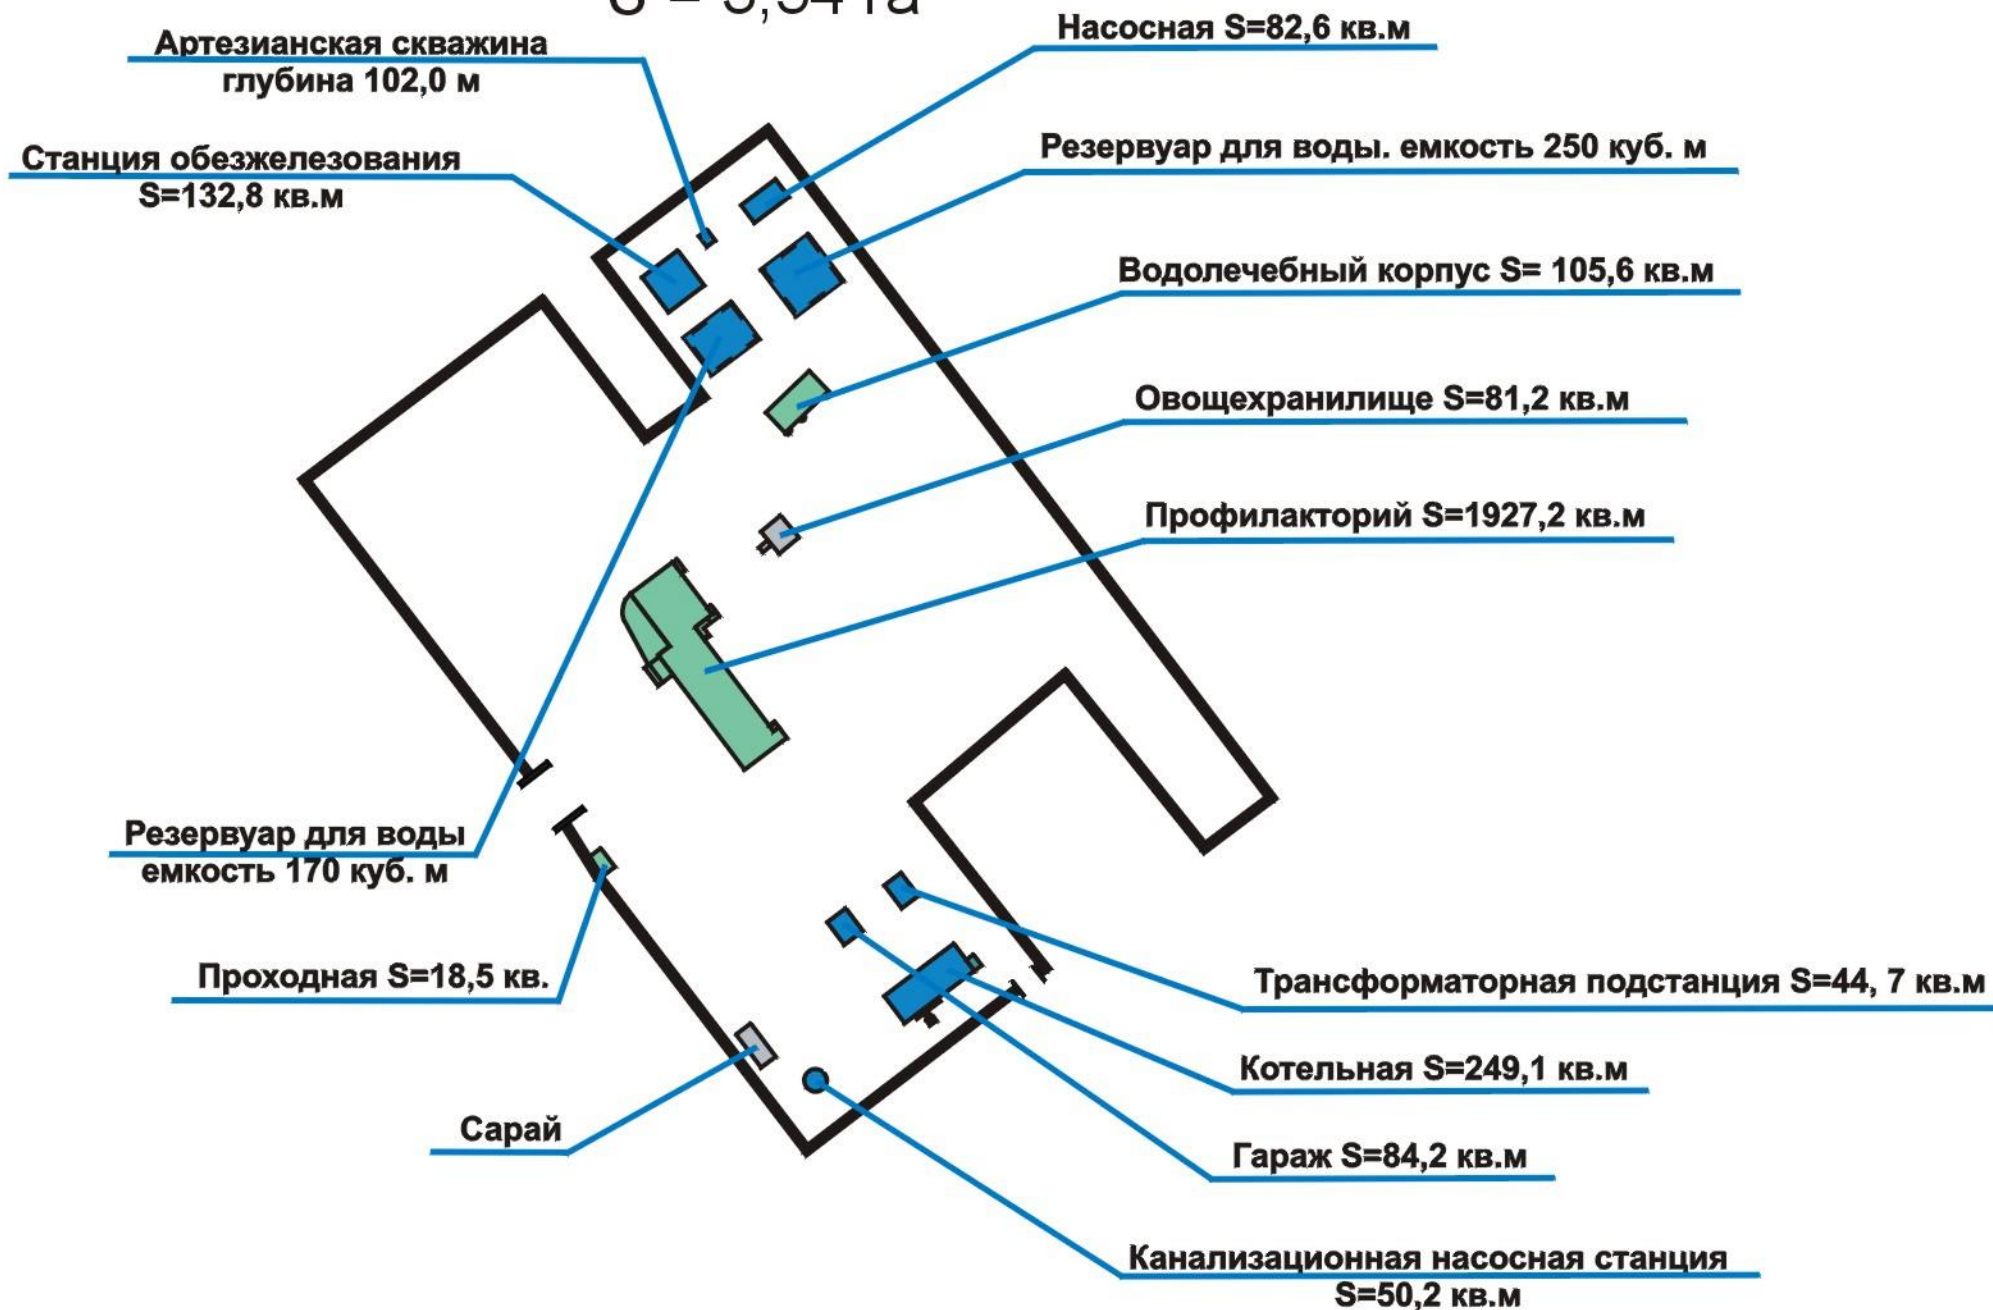 Артезианская скважина
глубина 102,0 м
Насосная S=82,6 кв.м
Станция обезжелезования
S=132,8 кв.м
Резервуар для воды. емкость 250 куб. м
Водолечебный корпус S= 105,6 кв.м
Овощехранилище S=81,2 кв.м
Профилакторий S=1927,2 кв.м
Резервуар для воды
емкость 170 куб. м
Проходная S=18,5 кв.
Трансформаторная подстанция S=44, 7 кв.м
Котельная S=249,1 кв.м
Сарай
Гараж S=84,2 кв.м
Канализационная насосная станция
S=50,2 кв.м